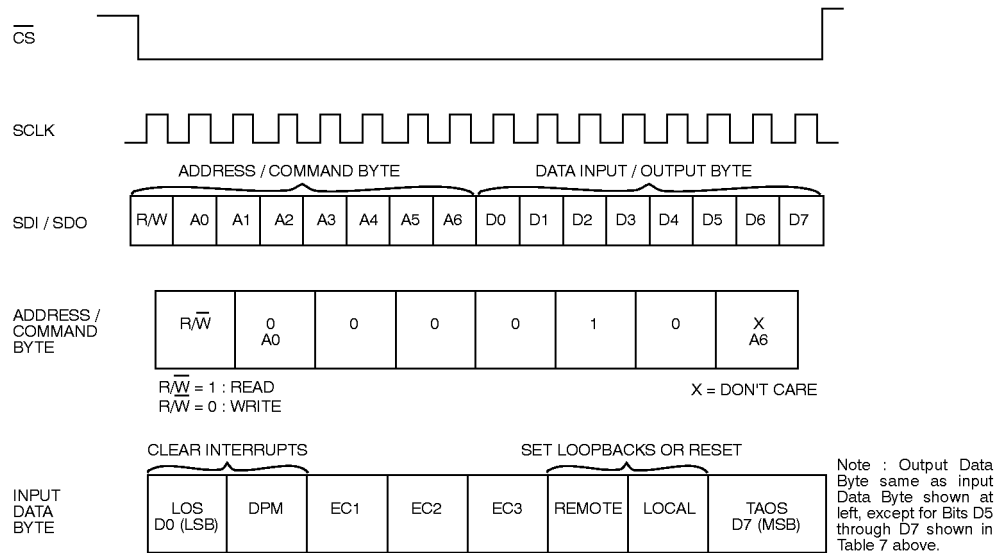 CS
SCLK
ADDRESS / COMMAND BYTE DATA INPUT / OUTPUT BYTE
SDI / SDO R/W A0 A1 A2 A3 A4 A5 A6 D0 D1 D2 D3 D4 D5 D6 D7
ADDRESS /
COMMAND
BYTE
R/W 0 0 0 0 1 0 X
A0 A6
R/W = 1 : READ
R/W = 0 : WRITE
X = DON'T CARE
CLEAR INTERRUPTS SET LOOPBACKS OR RESET
INPUT
DATA
BYTE
LOS DPM EC1 EC2 EC3 REMOTE LOCAL TAOS
D0 (LSB) D7 (MSB)
Note : Output Data
Byte same as input
Data Byte shown at
left, except for Bits D5
through D7 shown in
Table 7 above.